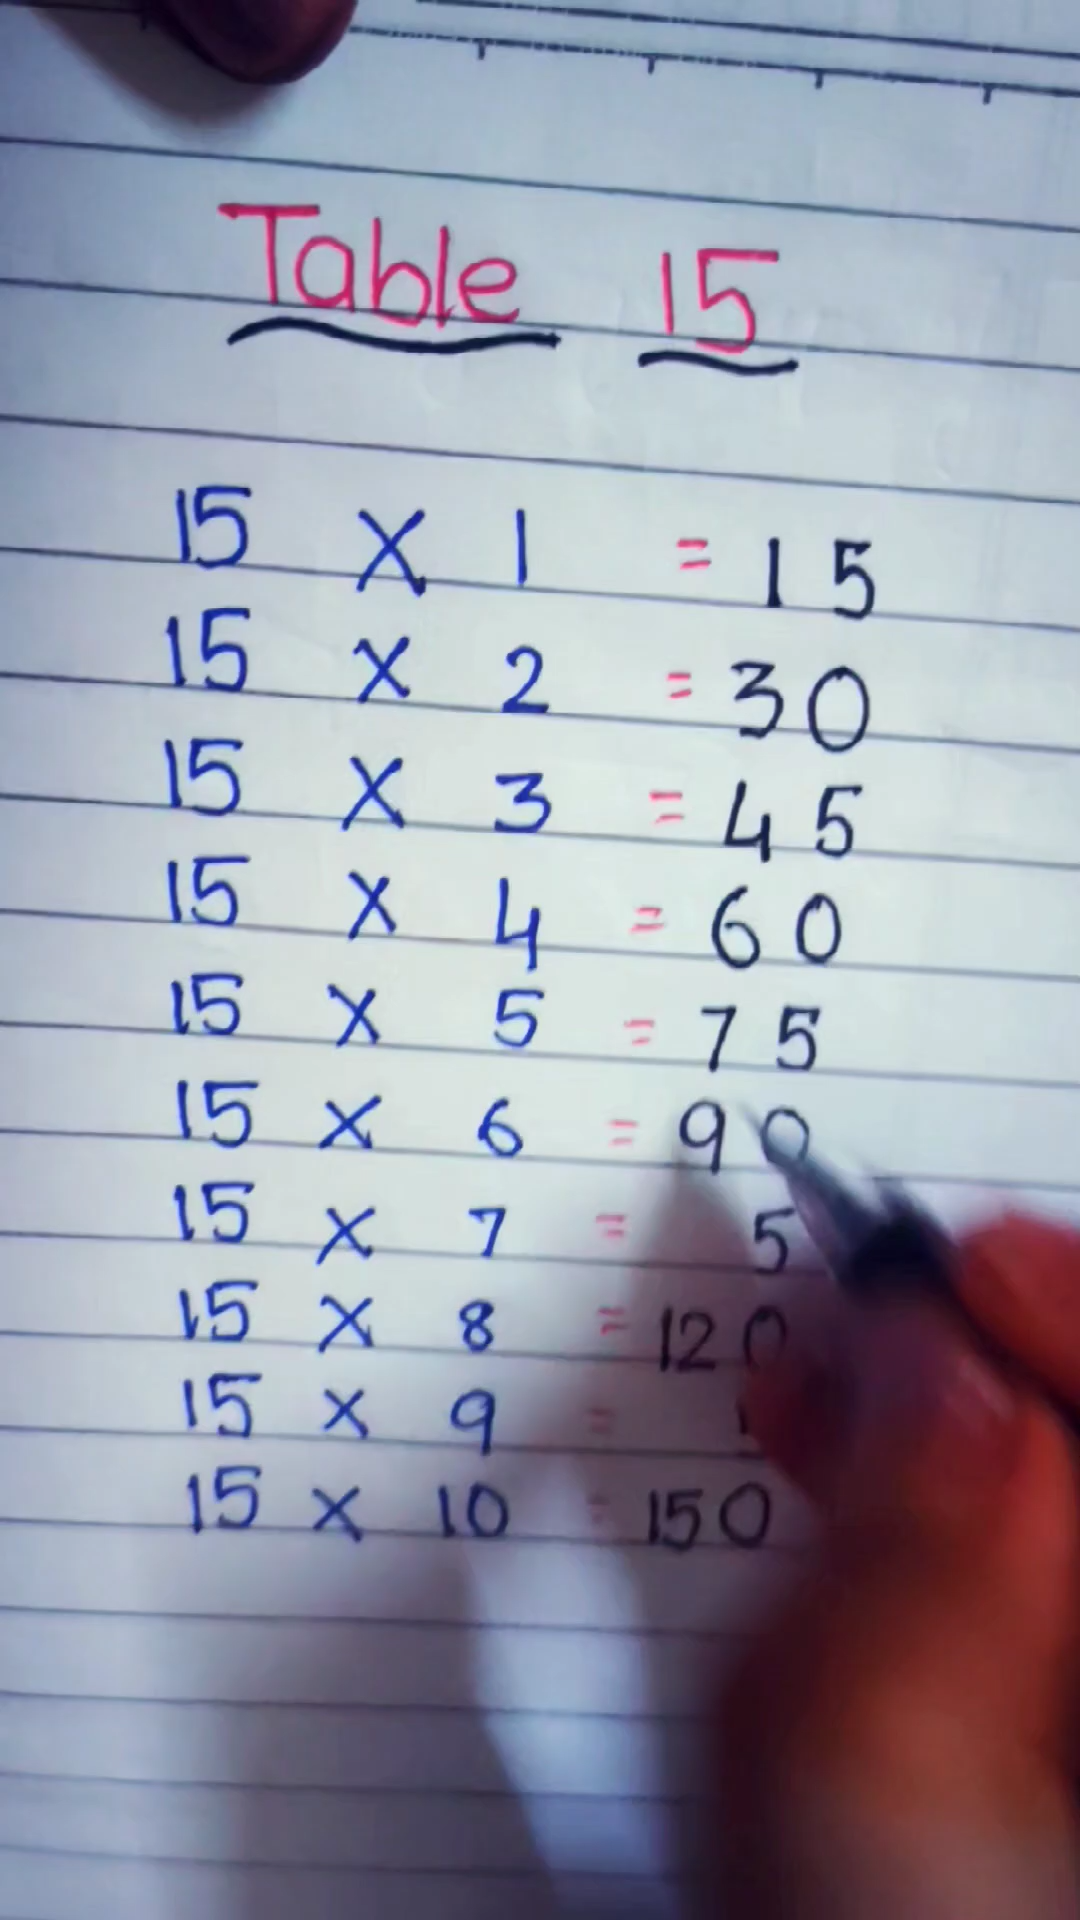 Table 15
15 X 1 = 15
15 X 2 = 30
15 X 3 = 45
15 X 4 = 60
15 X 5 = 75
15 X 6 = 90
15 X 7 = 5
15 X 8 = 120
15 X 9 =
15 X 10 = 150